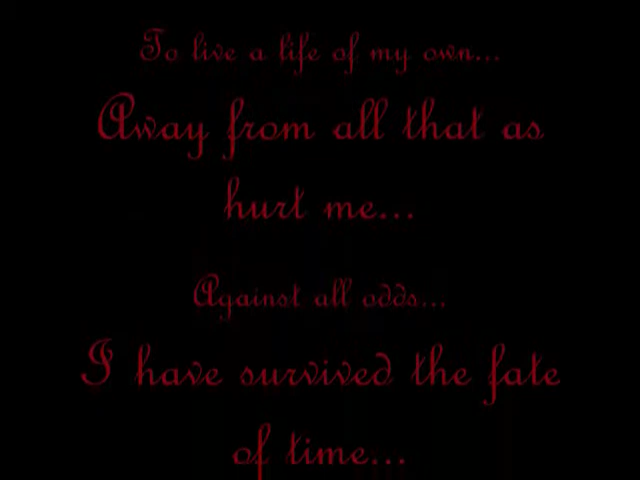 To live a life of my own...
Away from all that as
hurt me...
Against all odds...
I have survived the fate
of time...